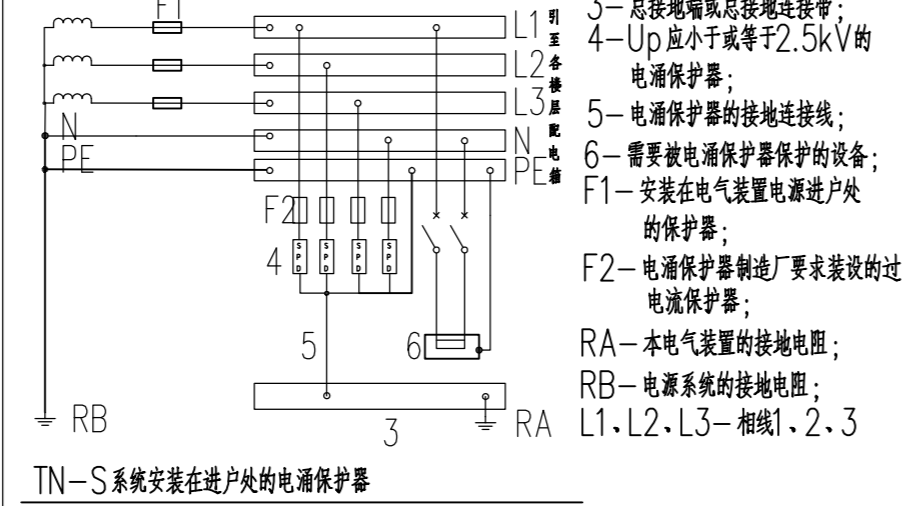 F1
L1
L2
L3
N
PE
引至各楼层配电箱
N
PE
F2
4
SPD
SPD
SPD
SPD
5
6
3
RB
RA
TN-S系统安装在进户处的电涌保护器
3-总接地端或总接地连接带;
4-Up应小于或等于2.5kV的
电涌保护器;
5-电涌保护器的接地连接线;
6-需要被电涌保护器保护的设备;
F1-安装在电气装置电源进户处
的保护器;
F2-电涌保护器制造厂要求装设的过
电流保护器;
RA-本电气装置的接地电阻;
RB-电源系统的接地电阻;
L1、L2、L3-相线1、2、3